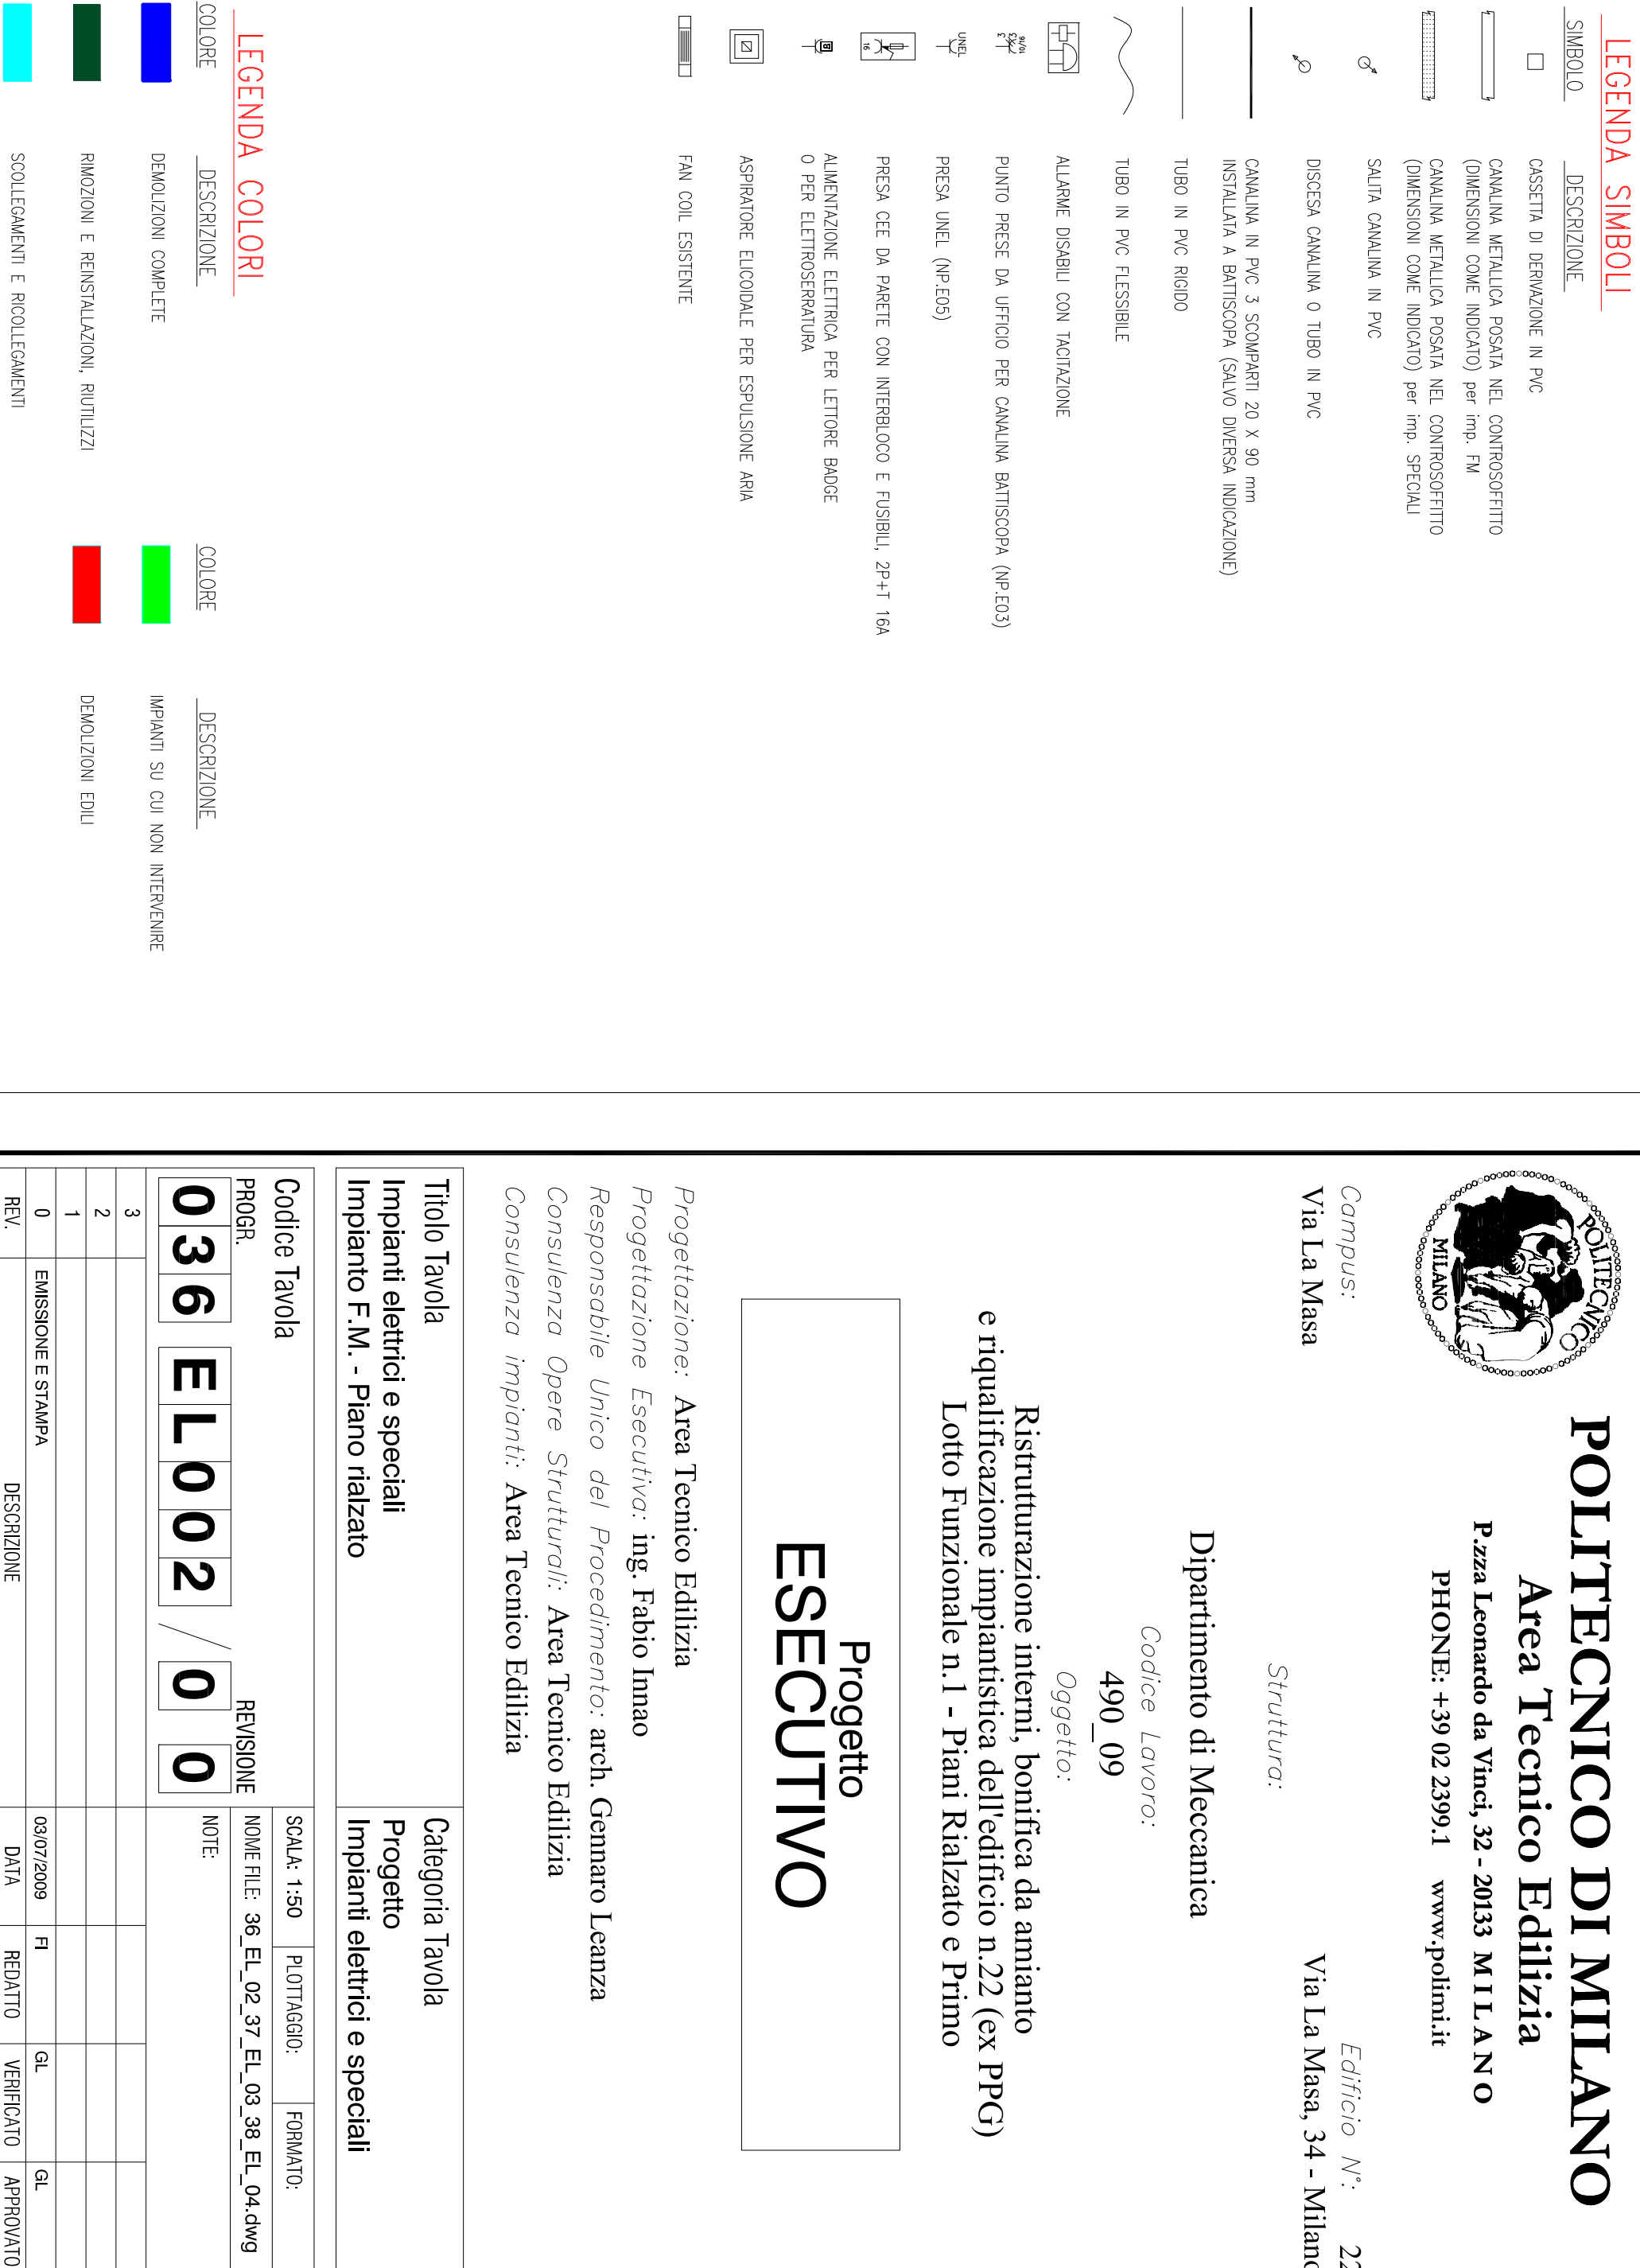 LEGENDA SIMBOLI
SIMBOLO DESCRIZIONE
CASSETTA DI DERIVAZIONE IN PVC
CANALINA METALLICA POSATA NEL CONTROSOFFITTO
(DIMENSIONI COME INDICATO) per imp. FM
CANALINA METALLICA POSATA NEL CONTROSOFFITTO
(DIMENSIONI COME INDICATO) per imp. SPECIALI
SALITA CANALINA IN PVC
DISCESA CANALINA O TUBO IN PVC
CANALINA IN PVC 3 SCOMPARTI 20 X 90 mm
INSTALLATA A BATTISCOPA (SALVO DIVERSA INDICAZIONE)
TUBO IN PVC RIGIDO
TUBO IN PVC FLESSIBILE
ALLARME DISABILI CON TACITAZIONE
10/16
3
PUNTO PRESE DA UFFICIO PER CANALINA BATTISCOPA (NP.E03)
UNEL
PRESA UNEL (NP.E05)
16
PRESA CEE DA PARETE CON INTERBLOCO E FUSIBILI, 2P+T 16A
B
ALIMENTAZIONE ELETTRICA PER LETTORE BADGE
O PER ELETTROSERRATURA
ASPIRATORE ELICOIDALE PER ESPULSIONE ARIA
FAN COIL ESISTENTE
LEGENDA COLORI
COLORE DESCRIZIONE COLORE DESCRIZIONE
DEMOLIZIONI COMPLETE IMPIANTI SU CUI NON INTERVENIRE
RIMOZIONI E REINSTALLAZIONI, RIUTILIZZI DEMOLIZIONI EDILI
SCOLLEGAMENTI E RICOLLEGAMENTI
POLITECNICO
MILANO
POLITECNICO DI MILANO
Area Tecnico Edilizia
P.zza Leonardo da Vinci, 32 - 20133 MILANO
PHONE: +39 02 2399.1 www.polimi.it
Campus: Edificio N°: 22
Via La Masa Via La Masa, 34 - Milano
Struttura:
Dipartimento di Meccanica
Codice Lavoro:
490_09
Oggetto:
Ristrutturazione interni, bonifica da amianto
e riqualificazione impiantistica dell'edificio n.22 (ex PPG)
Lotto Funzionale n.1 - Piani Rialzato e Primo
Progetto
ESECUTIVO
Progettazione: Area Tecnico Edilizia
Progettazione Esecutiva: ing. Fabio Innao
Responsabile Unico del Procedimento: arch. Gennaro Leanza
Consulenza Opere Strutturali: Area Tecnico Edilizia
Consulenza impianti: Area Tecnico Edilizia
Titolo Tavola Categoria Tavola
Impianti elettrici e speciali Progetto
Impianto F.M. - Piano rialzato Impianti elettrici e speciali
Codice Tavola SCALA: 1:50 PLOTTAGGIO: FORMATO:
PROGR. REVISIONE NOME FILE: 36_EL_02_37_EL_03_38_EL_04.dwg
036 EL002 / 0 0 NOTE:
3
2
1
0 EMISSIONE E STAMPA 03/07/2009 FI GL GL
REV. DESCRIZIONE DATA REDATTO VERIFICATO APPROVATO